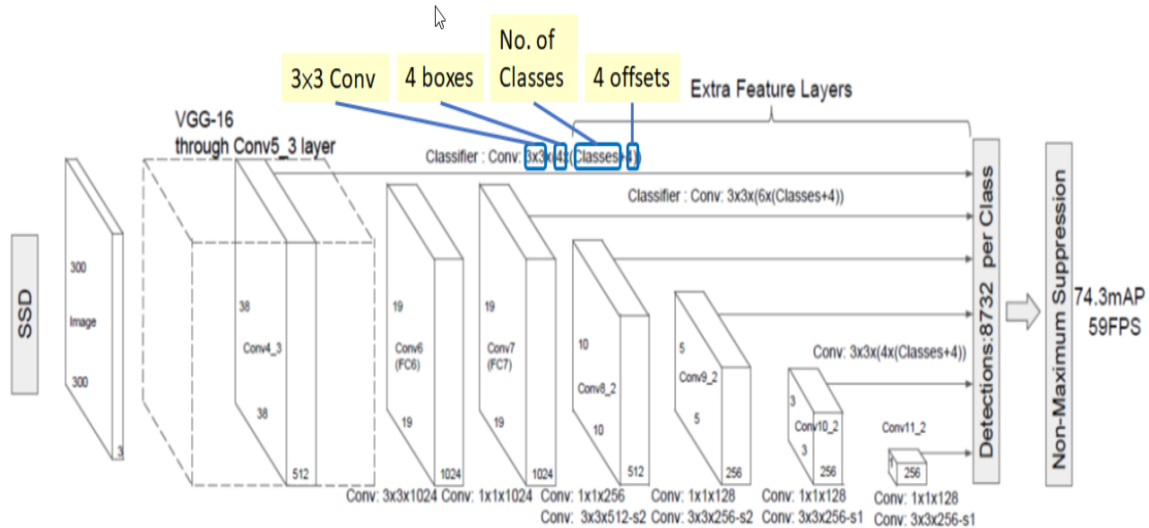 No. of
Classes
3x3 Conv
4 boxes
4 offsets
Extra Feature Layers
VGG-16
through Conv5_3 layer
Classifier : Conv: 3x3x(4x(Classes+4))
Classifier : Conv: 3x3x(6x(Classes+4))
SSD
300
Image
300
3
38
Conv4_3
38
512
19
Conv6
(FC6)
19
1024
19
Conv7
(FC7)
19
1024
10
Conv8_2
10
512
5
Conv9_2
5
256
Conv: 3x3x(4x(Classes+4))
3
Conv10_2
3
256
Conv11_2
1
256
Detections:8732 per Class
Non-Maximum Suppression
74.3mAP
59FPS
Conv: 3x3x1024
Conv: 1x1x1024
Conv: 1x1x256
Conv: 3x3x512-s2
Conv: 1x1x128
Conv: 3x3x256-s2
Conv: 1x1x128
Conv: 3x3x256-s1
Conv: 1x1x128
Conv: 3x3x256-s1